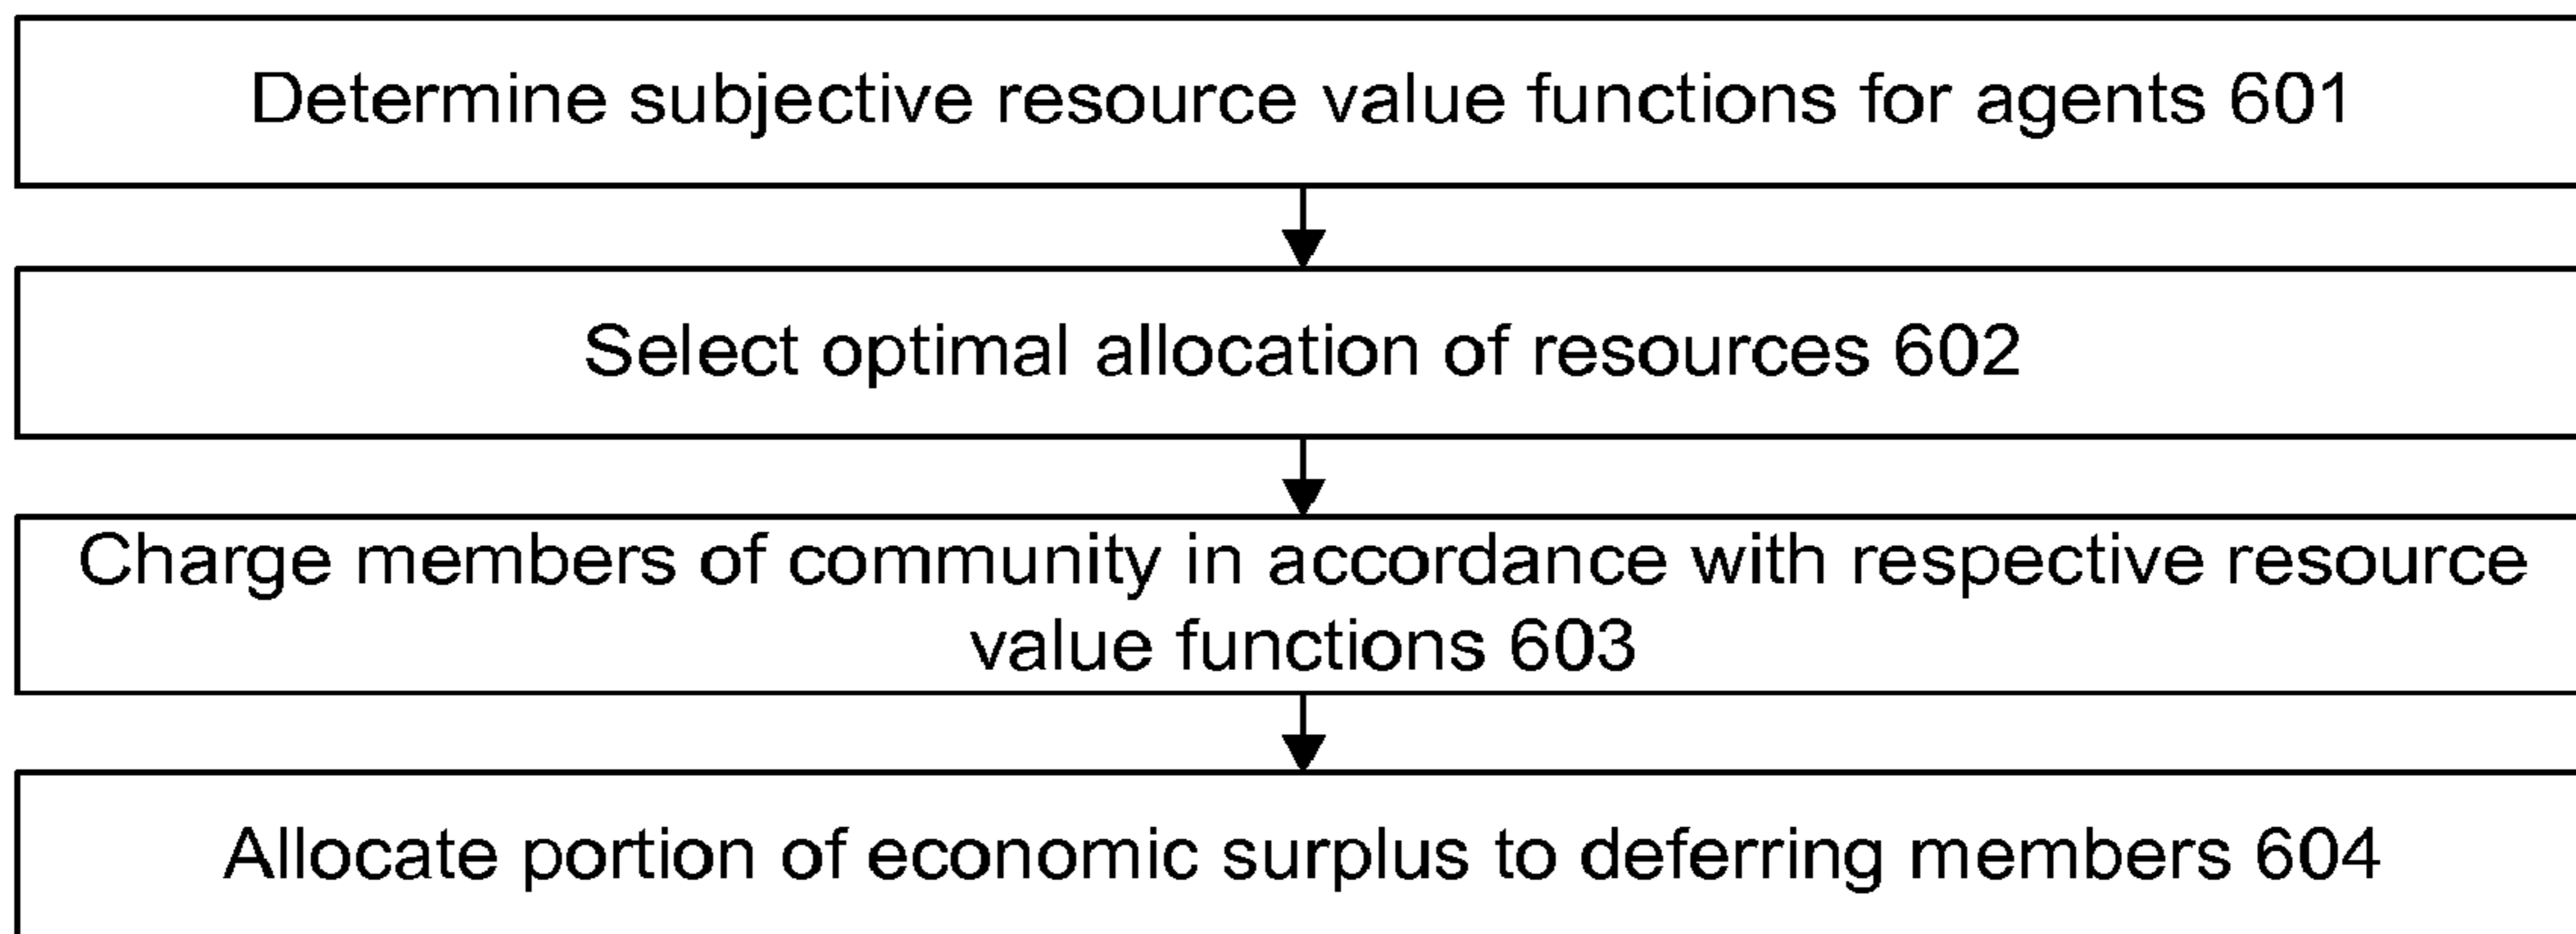 Determine subjective resource value functions for agents 601
Select optimal allocation of resources 602
Charge members of community in accordance with respective resource
value functions 603
Allocate portion of economic surplus to deferring members 604